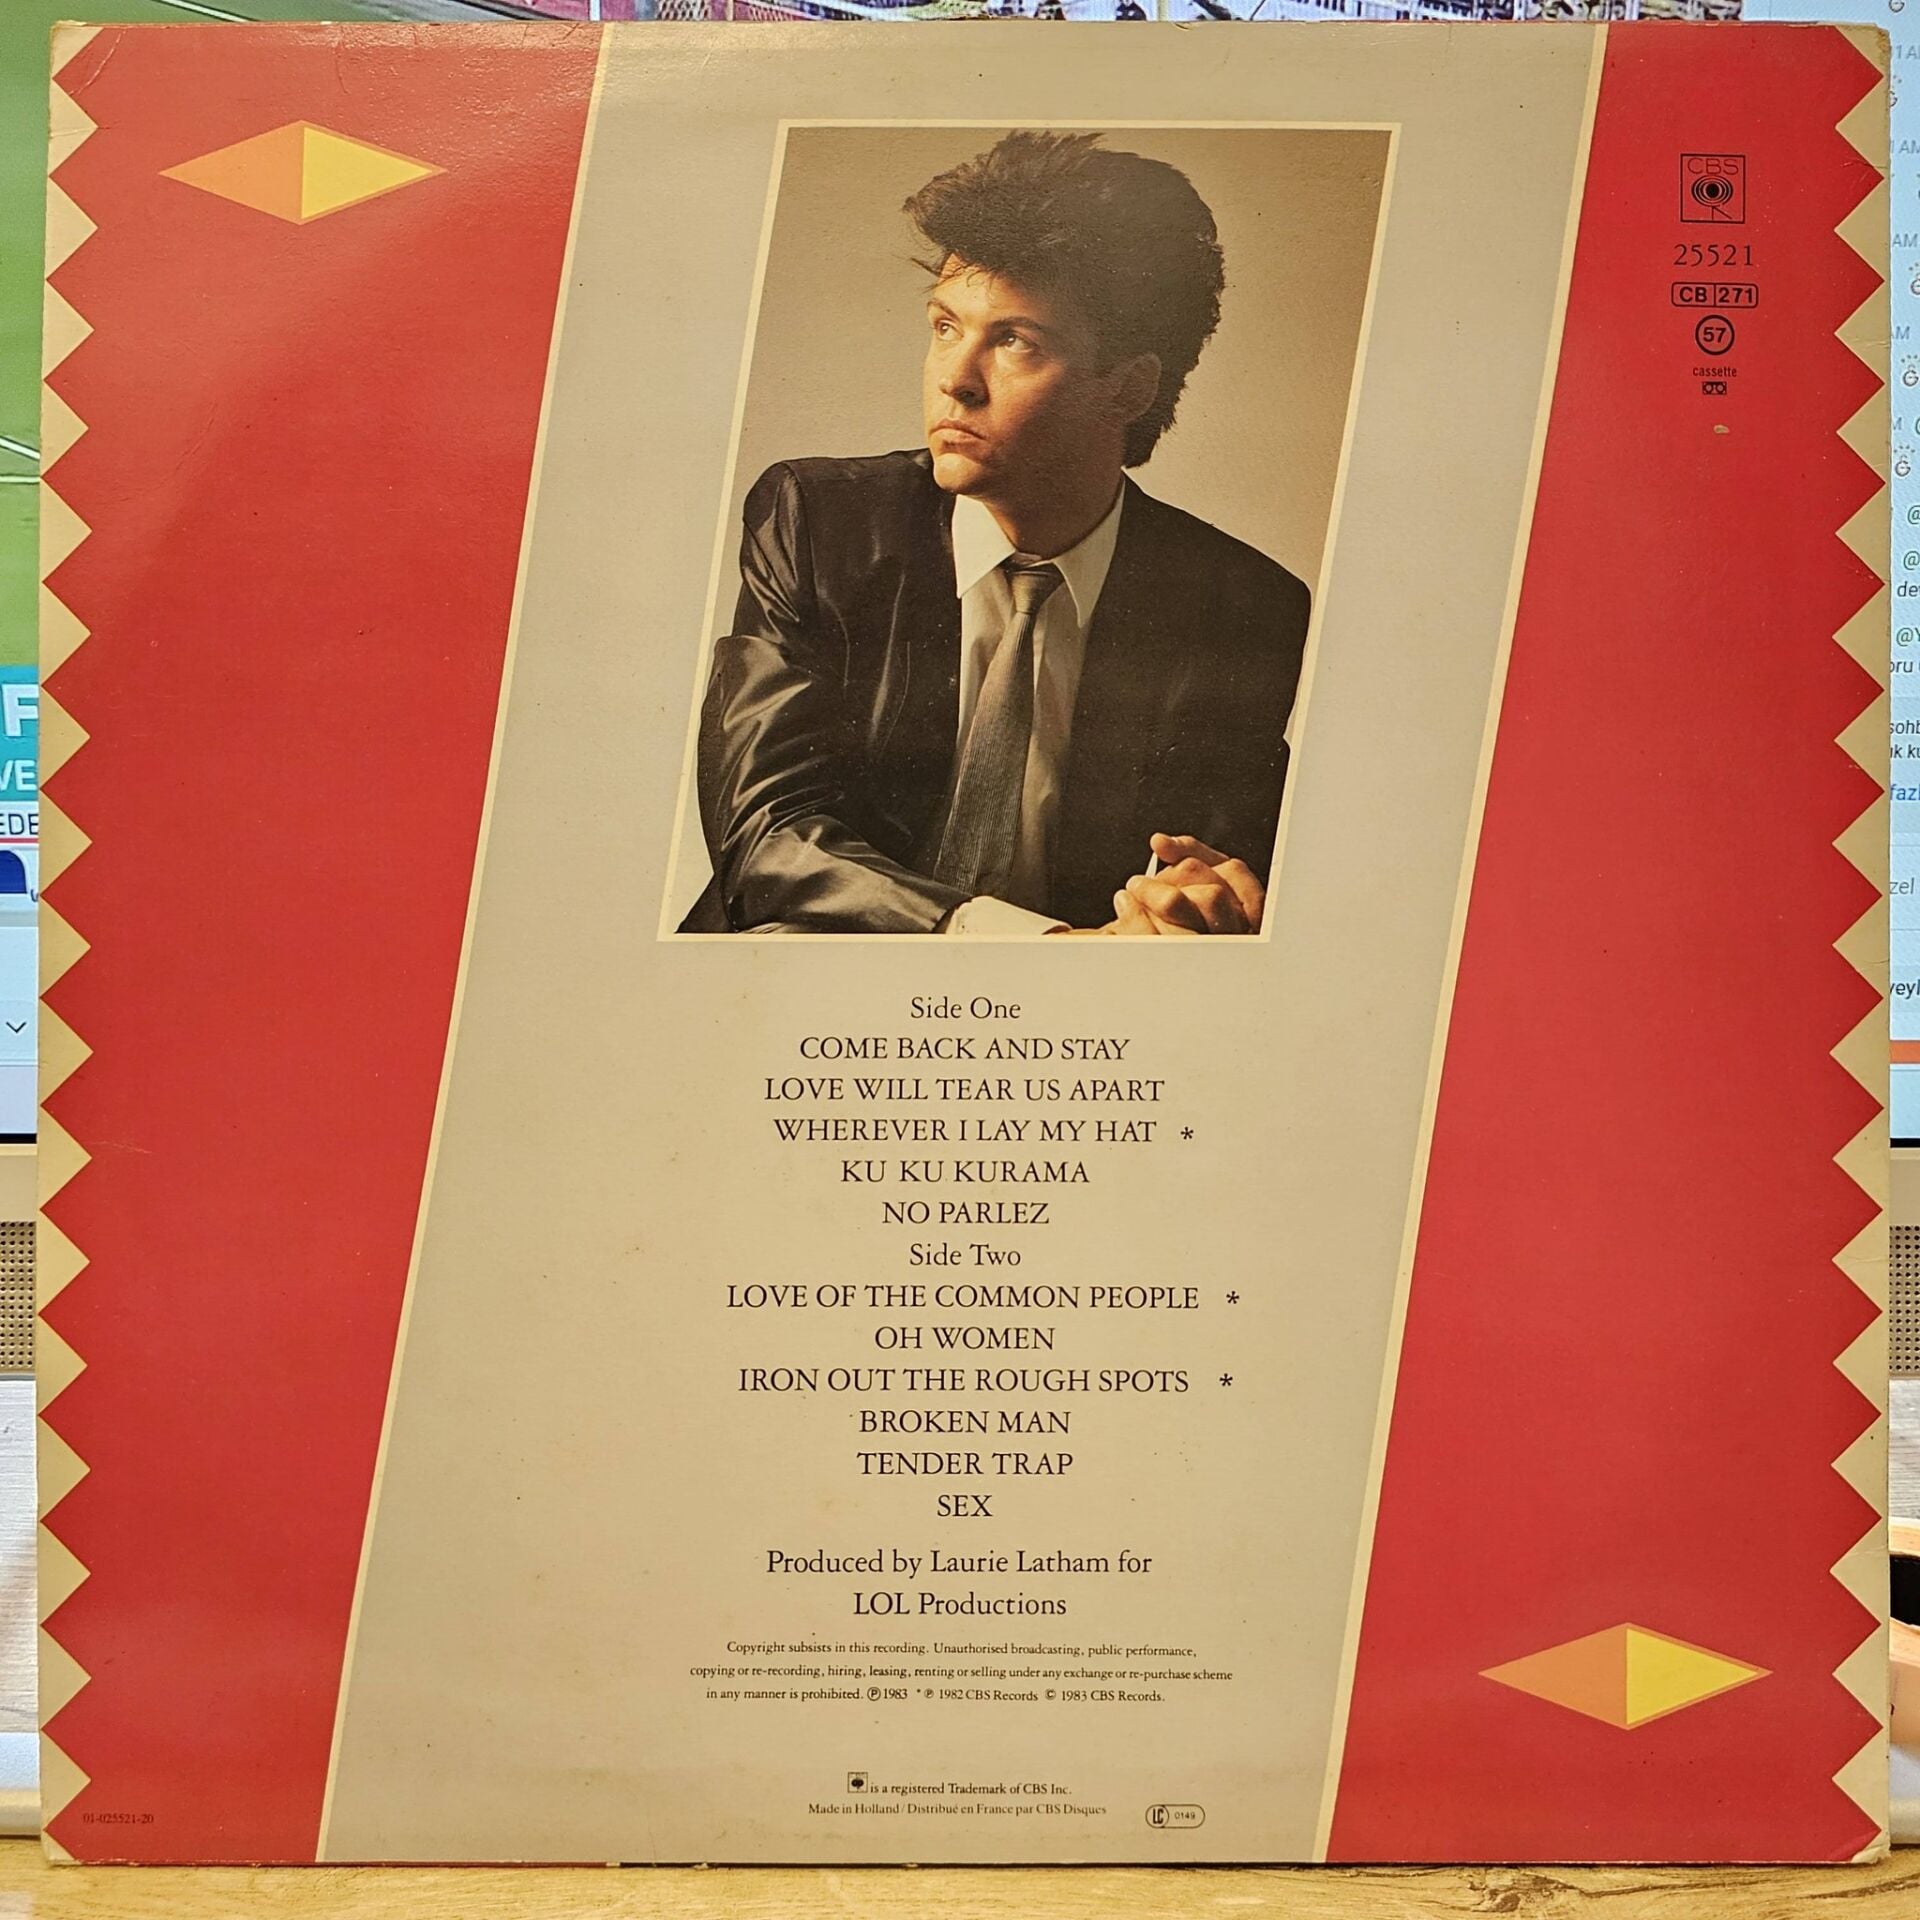 CBS
25521
CB 271
57
cassette
Side One
COME BACK AND STAY
LOVE WILL TEAR US APART
WHEREVER I LAY MY HAT *
KU KU KURAMA
NO PARLEZ
Side Two
LOVE OF THE COMMON PEOPLE *
OH WOMEN
IRON OUT THE ROUGH SPOTS *
BROKEN MAN
TENDER TRAP
SEX
Produced by Laurie Latham for
LOL Productions
Copyright subsists in this recording. Unauthorised broadcasting, public performance,
copying or re-recording, hiring, leasing, renting or selling under any exchange or re-purchase scheme
in any manner is prohibited. ℗ 1983 * ℗ 1982 CBS Records © 1983 CBS Records.
is a registered Trademark of CBS Inc.
Made in Holland / Distribué en France par CBS Disques
LC 0149
01-025521-20